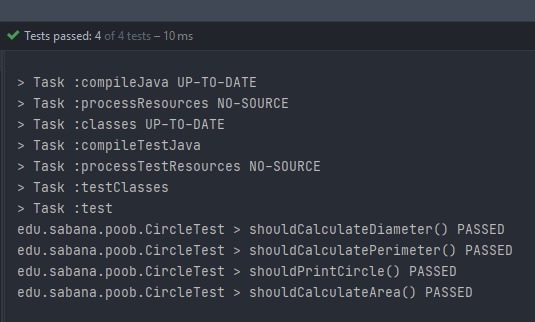 Tests passed: 4 of 4 tests – 10 ms
> Task :compileJava UP-TO-DATE
> Task :processResources NO-SOURCE
> Task :classes UP-TO-DATE
> Task :compileTestJava
> Task :processTestResources NO-SOURCE
> Task :testClasses
> Task :test
edu.sabana.poob.CircleTest > shouldCalculateDiameter() PASSED
edu.sabana.poob.CircleTest > shouldCalculatePerimeter() PASSED
edu.sabana.poob.CircleTest > shouldPrintCircle() PASSED
edu.sabana.poob.CircleTest > shouldCalculateArea() PASSED